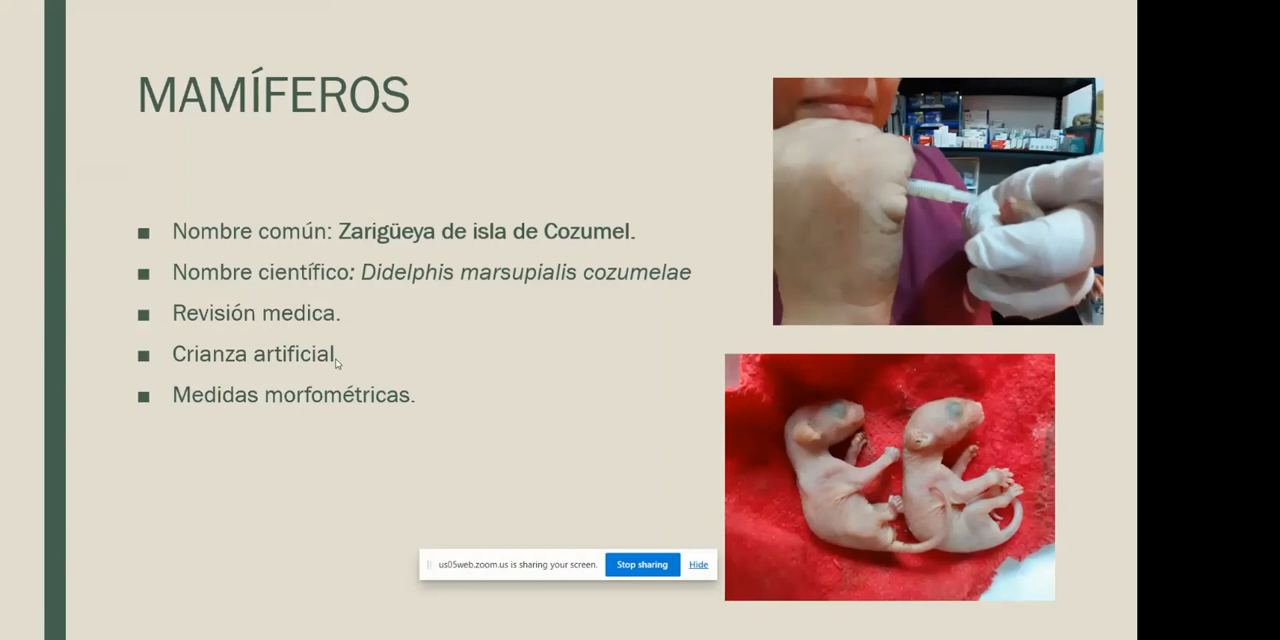 MAMÍFEROS
Nombre común: Zarigüeya de isla de Cozumel.
Nombre científico: Didelphis marsupialis cozumelae
Revisión medica.
Crianza artificial.
Medidas morfométricas.
us05web.zoom.us is sharing your screen. Stop sharing Hide